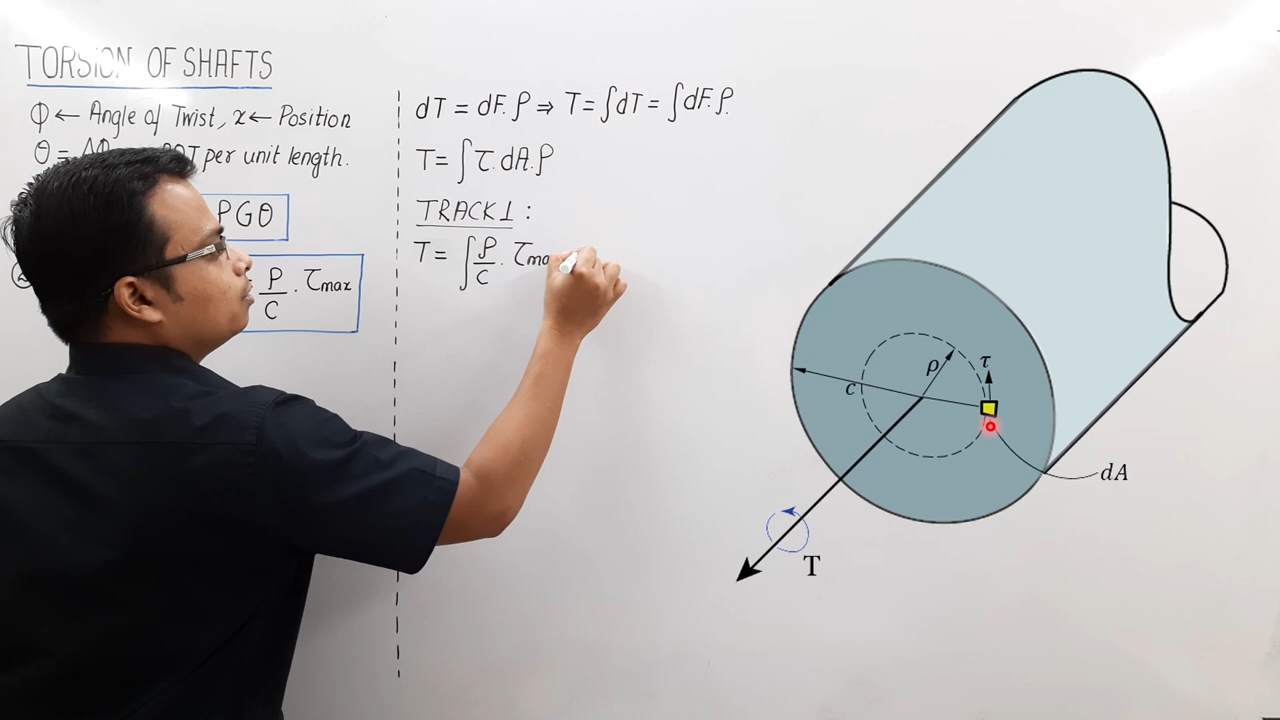 TORSION OF SHAFTS
φ ← Angle of Twist, x ← Position
θ = per unit length.
ρGθ
ρ/C . τmax
dT = dF. ρ ⇒ T = ∫dT = ∫dF. ρ.
T = ∫ τ. dA. ρ
TRACK 1 :
T = ∫ ρ/C . τma
ρ
τ
c
dA
T